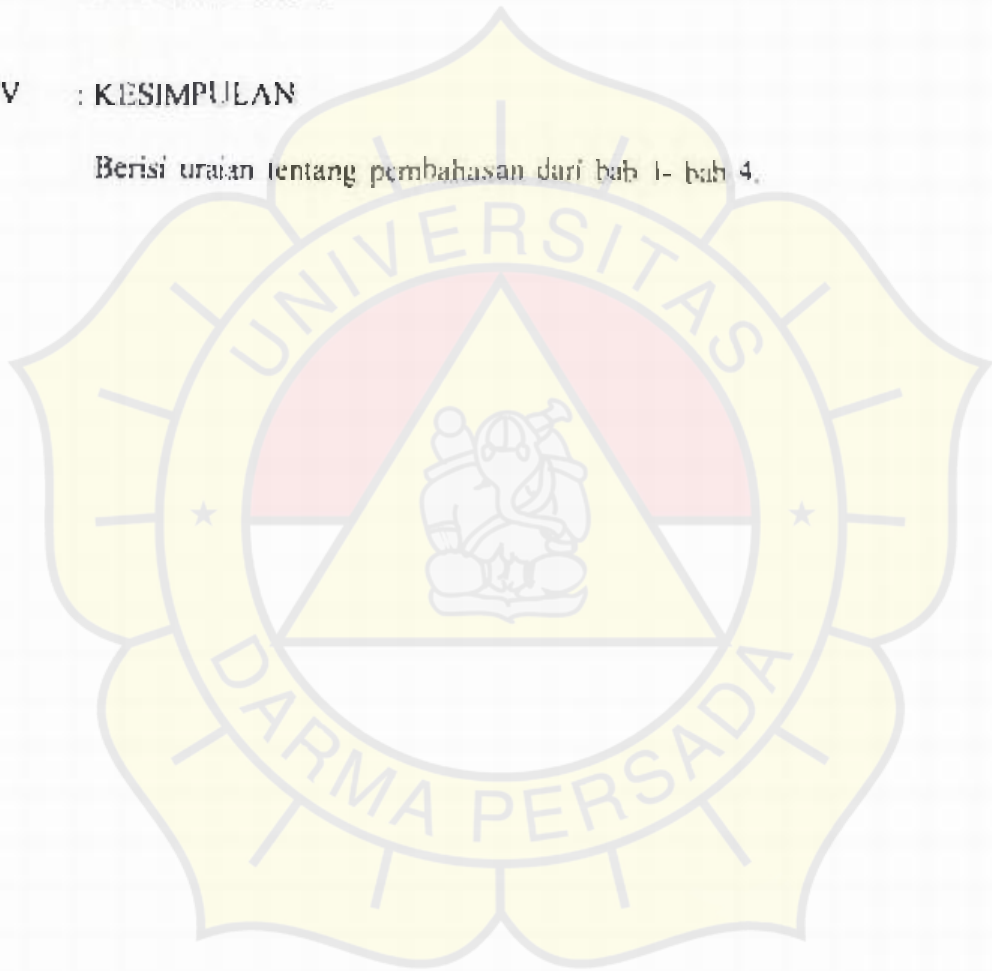 V : KESIMPULAN
Berisi uraian tentang pembahasan dari bab 1- bab 4.
UNIVERSITAS
DARMA PERSADA